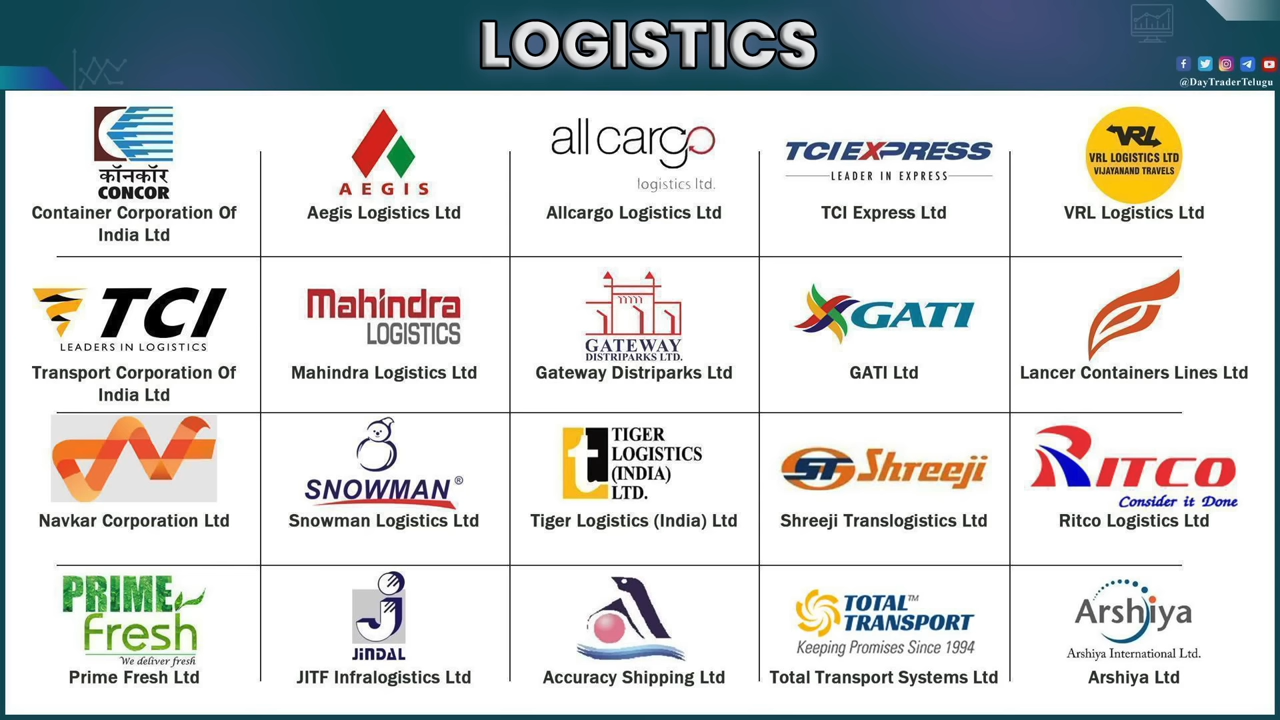 LOGISTICS
@DayTraderTelugu
कॉनकॉर
CONCOR
Container Corporation Of
India Ltd
AEGIS
Aegis Logistics Ltd
allcargo
logistics ltd.
Allcargo Logistics Ltd
TCIEXPRESS
LEADER IN EXPRESS
TCI Express Ltd
VRL
VRL LOGISTICS LTD
VIJAYANAND TRAVELS
VRL Logistics Ltd
TCI
LEADERS IN LOGISTICS
Transport Corporation Of
India Ltd
Mahindra
LOGISTICS
Mahindra Logistics Ltd
GATEWAY
DISTRIPARKS LTD.
Gateway Distriparks Ltd
GATI
GATI Ltd
Lancer Containers Lines Ltd
Navkar Corporation Ltd
SNOWMAN®
Snowman Logistics Ltd
t
TIGER
LOGISTICS
(INDIA)
LTD.
Tiger Logistics (India) Ltd
ST Shreeji
Shreeji Translogistics Ltd
RITCO
Consider it Done
Ritco Logistics Ltd
PRIME
fresh
We deliver fresh
Prime Fresh Ltd
JINDAL
JITF Infralogistics Ltd
Accuracy Shipping Ltd
TOTAL™
TRANSPORT
Keeping Promises Since 1994
Total Transport Systems Ltd
Arshiya
Arshiya International Ltd.
Arshiya Ltd